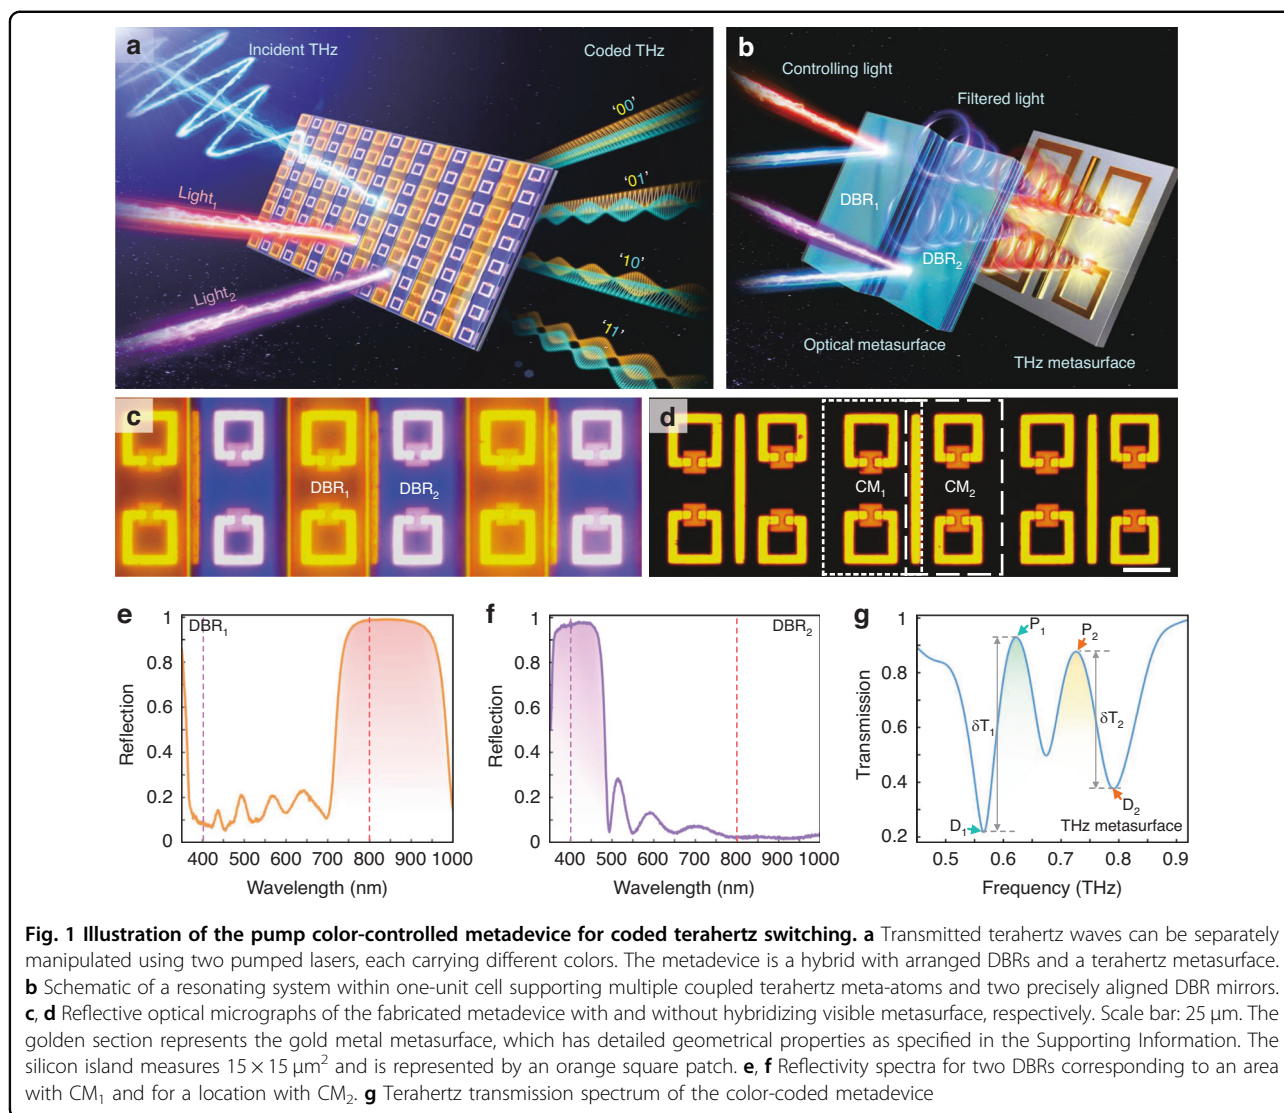 a
Incident THz
Coded THz
'00'
'01'
'10'
'11'
Light1
Light2
b
Controlling light
Filtered light
DBR1
DBR2
Optical metasurface
THz metasurface
c
DBR1
DBR2
d
CM1
CM2
e
DBR1
Reflection
1
0.8
0.6
0.4
0.2
0
400 500 600 700 800 900 1000
Wavelength (nm)
f
DBR2
Reflection
1
0.8
0.6
0.4
0.2
0
400 500 600 700 800 900 1000
Wavelength (nm)
g
P1
P2
δT1
δT2
D1
D2
THz metasurface
Transmission
1
0.8
0.6
0.4
0.2
0.5 0.6 0.7 0.8 0.9
Frequency (THz)
Fig. 1 Illustration of the pump color-controlled metadevice for coded terahertz switching. a Transmitted terahertz waves can be separately
manipulated using two pumped lasers, each carrying different colors. The metadevice is a hybrid with arranged DBRs and a terahertz metasurface.
b Schematic of a resonating system within one-unit cell supporting multiple coupled terahertz meta-atoms and two precisely aligned DBR mirrors.
c, d Reflective optical micrographs of the fabricated metadevice with and without hybridizing visible metasurface, respectively. Scale bar: 25 μm. The
golden section represents the gold metal metasurface, which has detailed geometrical properties as specified in the Supporting Information. The
silicon island measures 15 × 15 μm² and is represented by an orange square patch. e, f Reflectivity spectra for two DBRs corresponding to an area
with CM1 and for a location with CM2. g Terahertz transmission spectrum of the color-coded metadevice